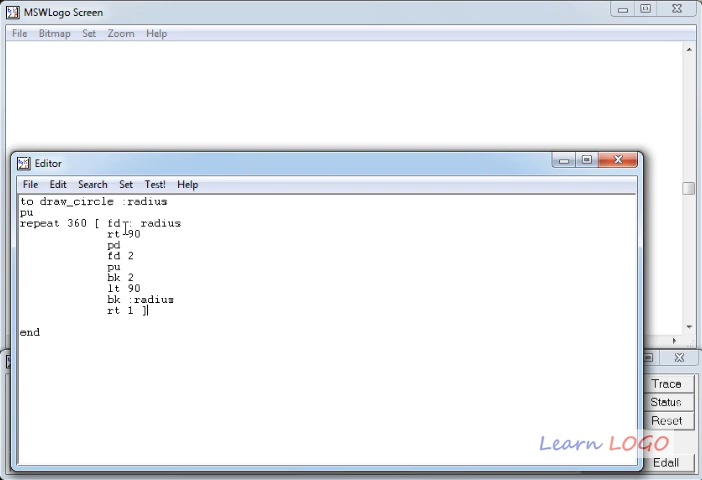 MSWLogo Screen
File Bitmap Set Zoom Help
Editor
File Edit Search Set Test! Help
to draw_circle :radius
pu
repeat 360 [ fd : radius
rt 90
pd
fd 2
pu
bk 2
lt 90
bk :radius
rt 1 ]
end
Trace
Status
Reset
Learn LOGO
Edall